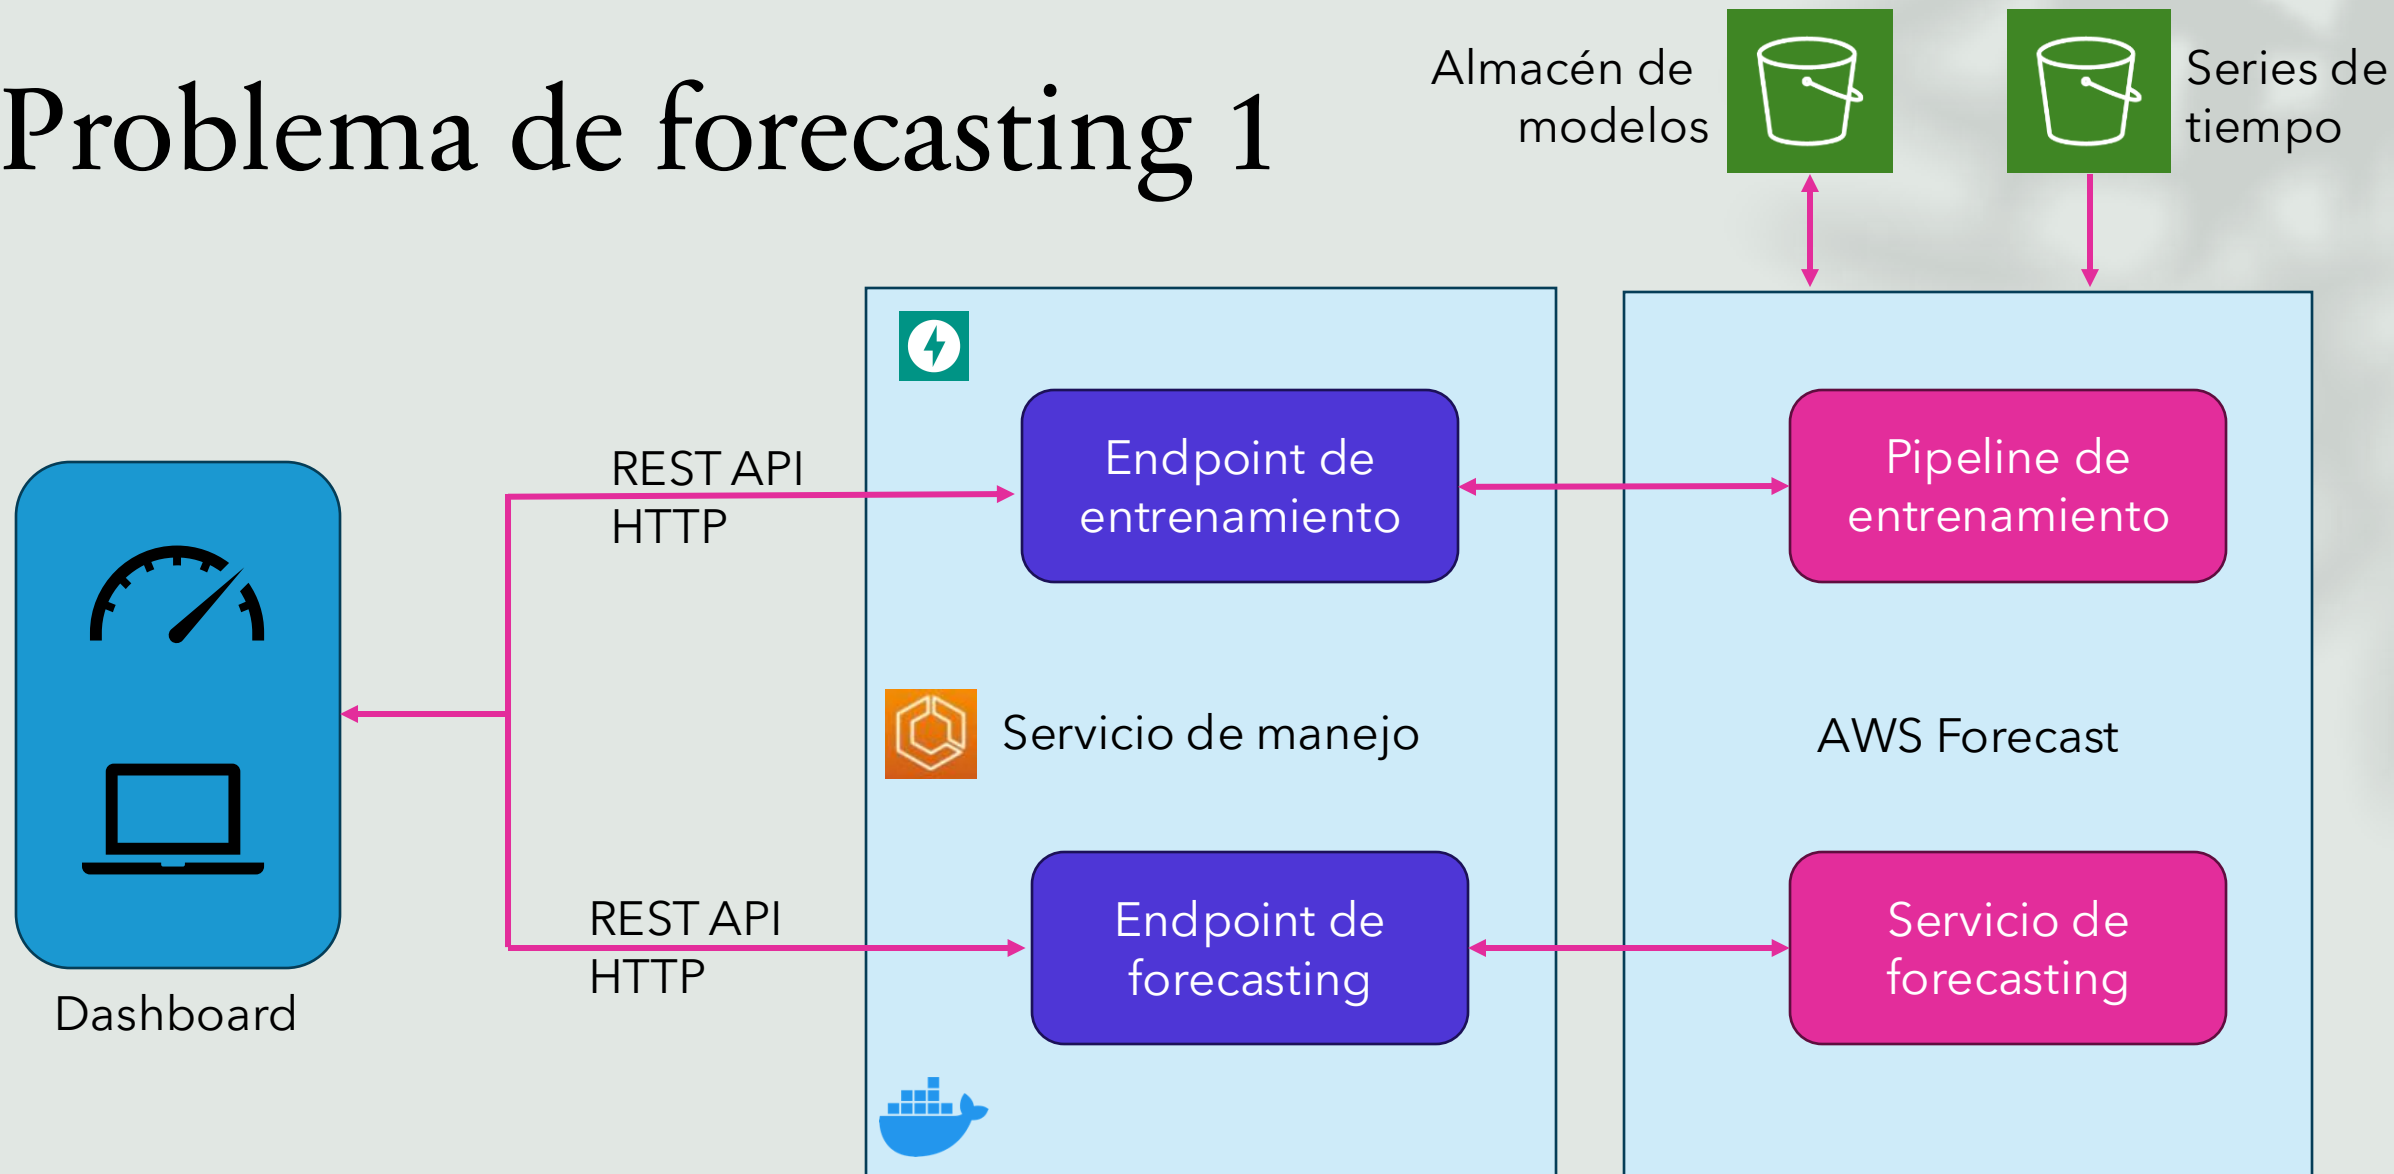 Problema de forecasting 1
Almacén de
modelos
Series de
tiempo
REST API
HTTP
Endpoint de
entrenamiento
Pipeline de
entrenamiento
Servicio de manejo
AWS Forecast
REST API
HTTP
Endpoint de
forecasting
Servicio de
forecasting
Dashboard